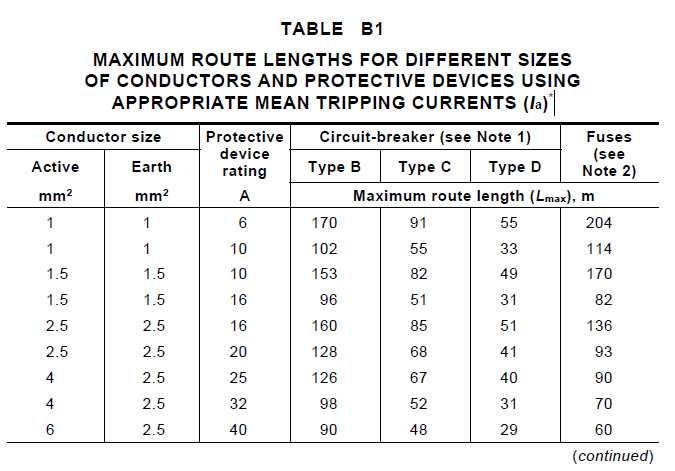 TABLE B1
MAXIMUM ROUTE LENGTHS FOR DIFFERENT SIZES
OF CONDUCTORS AND PROTECTIVE DEVICES USING
APPROPRIATE MEAN TRIPPING CURRENTS (Ia)*
Conductor size Protective device rating Circuit-breaker (see Note 1) Fuses (see Note 2)
Active Earth Type B Type C Type D
mm² mm² A Maximum route length (Lmax), m
1 1 6 170 91 55 204
1 1 10 102 55 33 114
1.5 1.5 10 153 82 49 170
1.5 1.5 16 96 51 31 82
2.5 2.5 16 160 85 51 136
2.5 2.5 20 128 68 41 93
4 2.5 25 126 67 40 90
4 2.5 32 98 52 31 70
6 2.5 40 90 48 29 60
(continued)